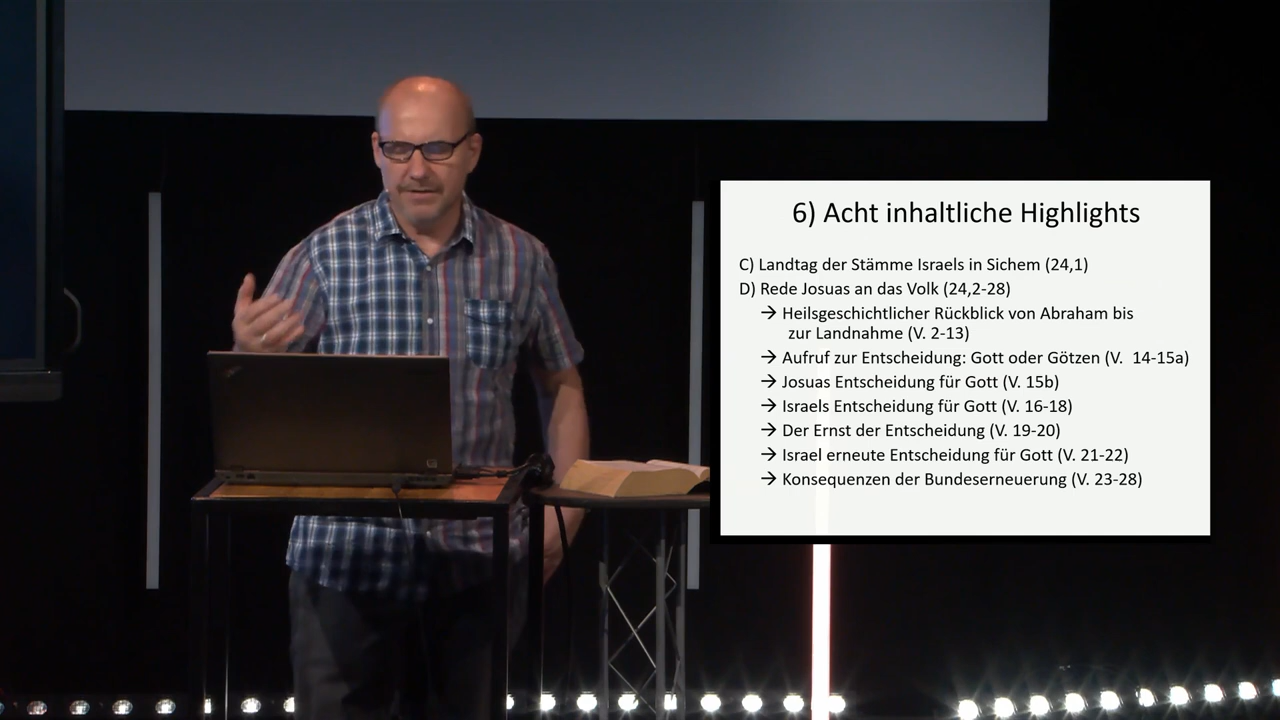 6) Acht inhaltliche Highlights
C) Landtag der Stämme Israels in Sichem (24,1)
D) Rede Josuas an das Volk (24,2-28)
→ Heilsgeschichtlicher Rückblick von Abraham bis
zur Landnahme (V. 2-13)
→ Aufruf zur Entscheidung: Gott oder Götzen (V.  14-15a)
→ Josuas Entscheidung für Gott (V. 15b)
→ Israels Entscheidung für Gott (V. 16-18)
→ Der Ernst der Entscheidung (V. 19-20)
→ Israel erneute Entscheidung für Gott (V. 21-22)
→ Konsequenzen der Bundeserneuerung (V. 23-28)